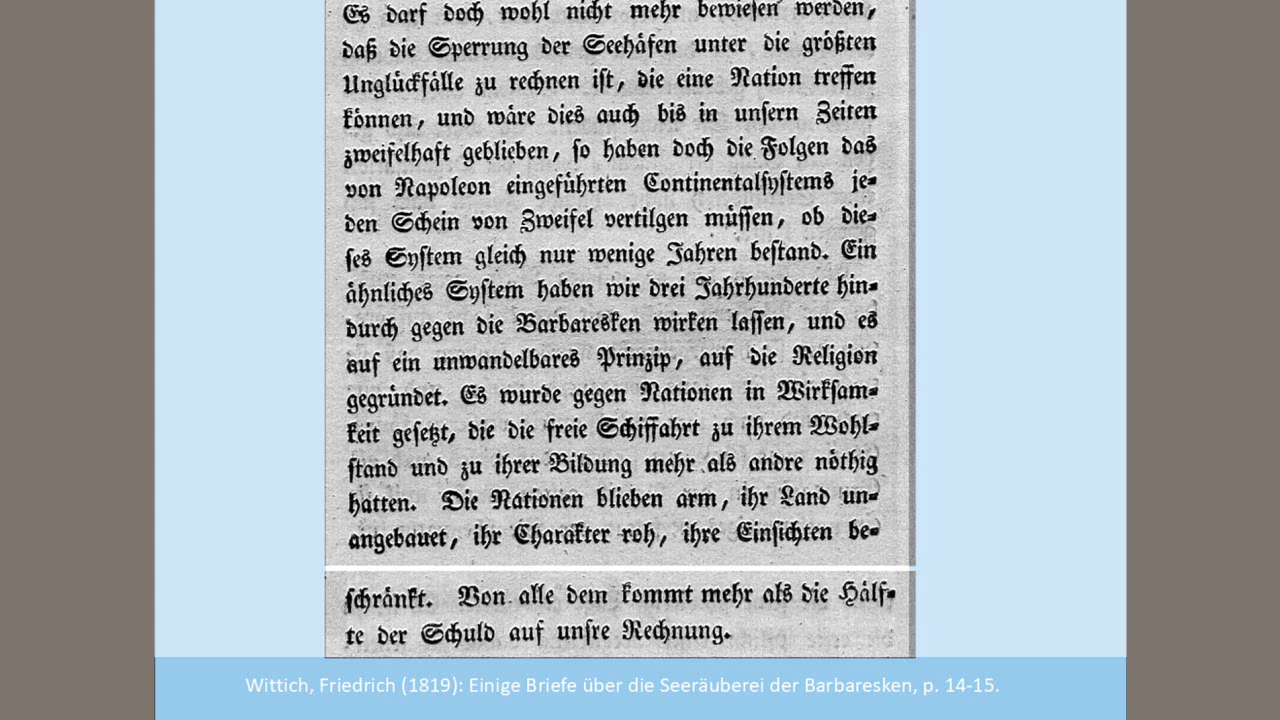 Es darf doch wohl nicht mehr bewiesen werden,
daß die Sperrung der Seehäfen unter die größten
Unglückfälle zu rechnen ist, die eine Nation treffen
können, und wäre dies auch bis in unsern Zeiten
zweifelhaft geblieben, so haben doch die Folgen das
von Napoleon eingeführten Continentalsystems je-
den Schein von Zweifel vertilgen müssen, ob die-
ses System gleich nur wenige Jahren bestand. Ein
ähnliches System haben wir drei Jahrhunderte hin-
durch gegen die Barbaresken wirken lassen, und es
auf ein unwandelbares Prinzip, auf die Religion
gegründet. Es wurde gegen Nationen in Wirksam-
keit gesetzt, die die freie Schiffahrt zu ihrem Wohl-
stand und zu ihrer Bildung mehr als andre nöthig
hatten. Die Nationen blieben arm, ihr Land un-
angebauet, ihr Charakter roh, ihre Einsichten be-
schränkt. Von alle dem kommt mehr als die Hälf-
te der Schuld auf unsre Rechnung.
Wittich, Friedrich (1819): Einige Briefe über die Seeräuberei der Barbaresken, p. 14-15.